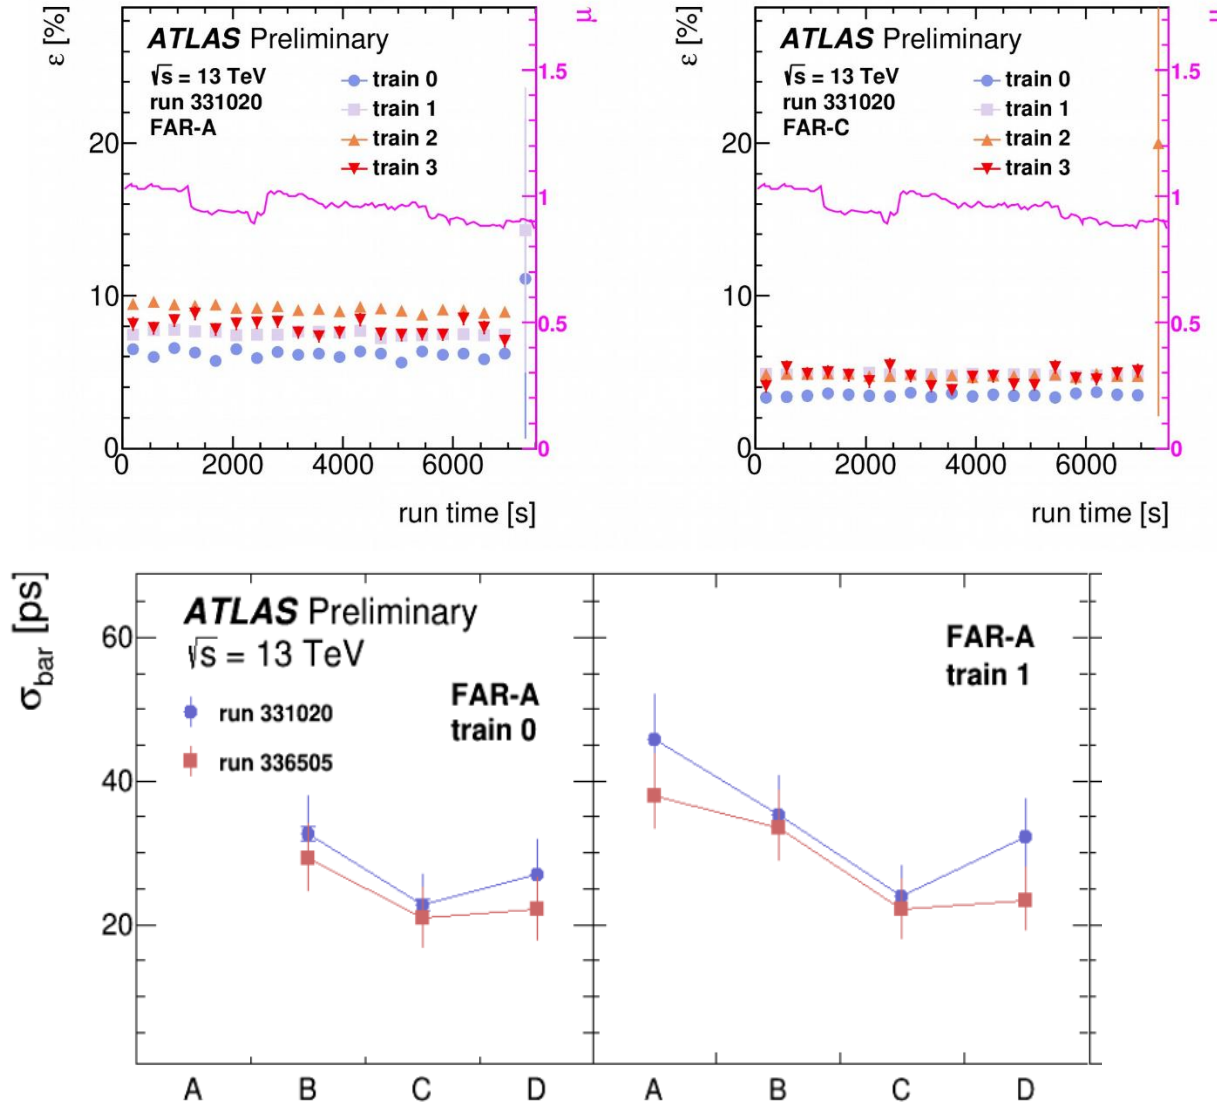 ε [%]
μ
ATLAS Preliminary
√s = 13 TeV
run 331020
FAR-A
train 0
train 1
train 2
train 3
20
10
0
1.5
1
0.5
0
0 2000 4000 6000
run time [s]
ε [%]
ATLAS Preliminary
√s = 13 TeV
run 331020
FAR-C
train 0
train 1
train 2
train 3
20
10
0
1.5
1
0.5
0
0 2000 4000 6000
run time [s]
σbar [ps]
60
40
20
ATLAS Preliminary
√s = 13 TeV
run 331020
run 336505
FAR-A
train 0
FAR-A
train 1
A B C D A B C D